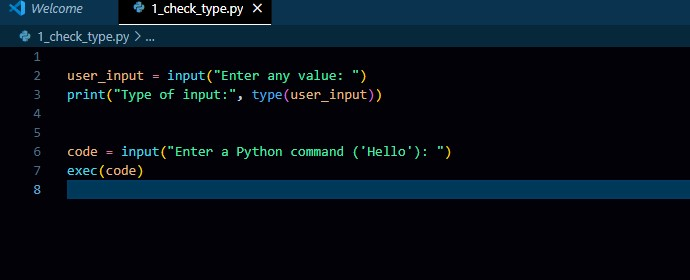 Welcome
1_check_type.py
1_check_type.py > ...
1
2 user_input = input("Enter any value: ")
3 print("Type of input:", type(user_input))
4
5
6 code = input("Enter a Python command ('Hello'): ")
7 exec(code)
8